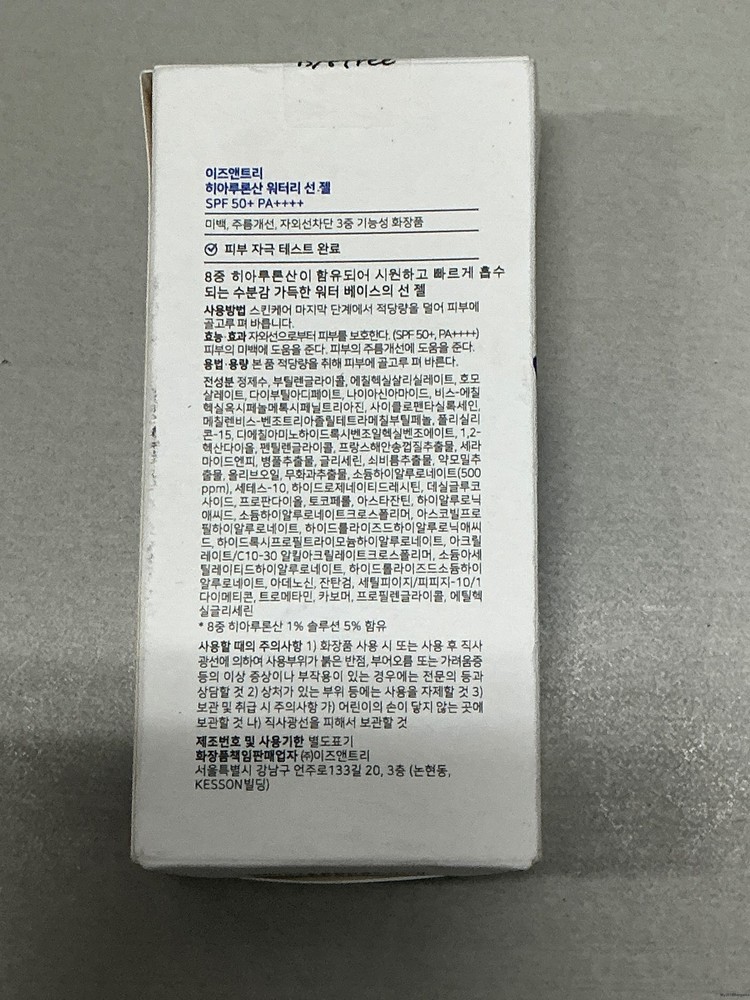 이즈앤트리
히아루론산 워터리 선 젤
SPF 50+ PA++++
미백, 주름개선, 자외선차단 3중 기능성 화장품
피부 자극 테스트 완료
8중 히아루론산이 함유되어 시원하고 빠르게 흡수
되는 수분감 가득한 워터 베이스의 선 젤
사용방법 스킨케어 마지막 단계에서 적당량을 덜어 피부에
골고루 펴 바릅니다.
효능·효과 자외선으로부터 피부를 보호한다. (SPF 50+, PA++++)
피부의 미백에 도움을 준다. 피부의 주름개선에 도움을 준다.
용법·용량 본 품 적당량을 취해 피부에 골고루 펴 바른다.
전성분 정제수, 부틸렌글라이콜, 에칠헥실살리실레이트, 호모
살레이트, 다이부틸아디페이트, 나이아신아마이드, 비스-에칠
헥실옥시페놀메톡시페닐트리아진, 사이클로펜타실록세인,
메칠렌비스-벤조트리아졸릴테트라메칠부틸페놀, 폴리실리
콘-15, 디에칠아미노하이드록시벤조일헥실벤조에이트, 1,2-
헥산다이올, 펜틸렌글라이콜, 프랑스해안송껍질추출물, 세라
마이드엔피, 병풀추출물, 글리세린, 쇠비름추출물, 약모밀추
출물, 올리브오일, 무화과추출물, 소듐하이알루로네이트(500
ppm), 세테스-10, 하이드로제네이티드레시틴, 데실글루코
사이드, 프로판다이올, 토코페롤, 아스타잔틴, 하이알루로닉
애씨드, 소듐하이알루로네이트크로스폴리머, 아스코빌프로
필하이알루로네이트, 하이드롤라이즈드하이알루로닉애씨
드, 하이드록시프로필트라이모늄하이알루로네이트, 아크릴
레이트/C10-30 알킬아크릴레이트크로스폴리머, 소듐아세
틸레이티드하이알루로네이트, 하이드롤라이즈드소듐하이
알루로네이트, 아데노신, 잔탄검, 세틸피이지/피피지-10/1
다이메티콘, 트로메타민, 카보머, 프로필렌글라이콜, 에틸헥
실글리세린
* 8중 히아루론산 1% 솔루션 5% 함유
사용할 때의 주의사항 1) 화장품 사용 시 또는 사용 후 직사
광선에 의하여 사용부위가 붉은 반점, 부어오름 또는 가려움증
등의 이상 증상이나 부작용이 있는 경우에는 전문의 등과
상담할 것 2) 상처가 있는 부위 등에는 사용을 자제할 것 3)
보관 및 취급 시 주의사항 가) 어린이의 손이 닿지 않는 곳에
보관할 것 나) 직사광선을 피해서 보관할 것
제조번호 및 사용기한 별도표기
화장품책임판매업자 ㈜이즈앤트리
서울특별시 강남구 언주로133길 20, 3층 (논현동,
KESSON빌딩)